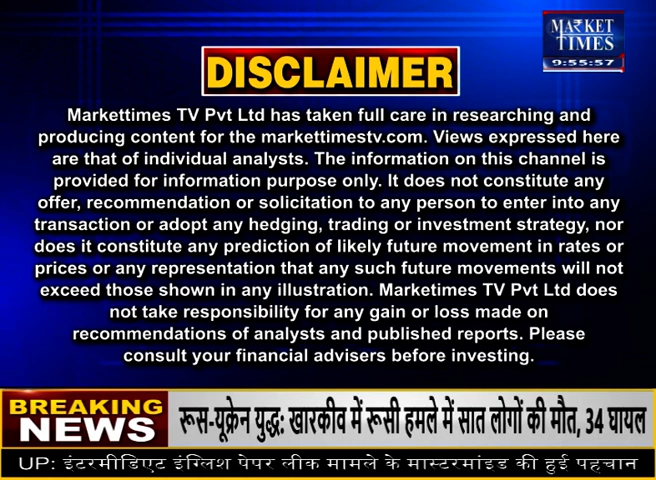 MARKET
TIMES
9:55:57
DISCLAIMER
Markettimes TV Pvt Ltd has taken full care in researching and
producing content for the markettimestv.com. Views expressed here
are that of individual analysts. The information on this channel is
provided for information purpose only. It does not constitute any
offer, recommendation or solicitation to any person to enter into any
transaction or adopt any hedging, trading or investment strategy, nor
does it constitute any prediction of likely future movement in rates or
prices or any representation that any such future movements will not
exceed those shown in any illustration. Marketimes TV Pvt Ltd does
not take responsibility for any gain or loss made on
recommendations of analysts and published reports. Please
consult your financial advisers before investing.
BREAKING
NEWS
रूस-यूक्रेन युद्ध: खारकीव में रूसी हमले में सात लोगों की मौत, 34 घायल
UP: इंटरमीडिएट इंग्लिश पेपर लीक मामले के मास्टरमांइड की हुई पहचान